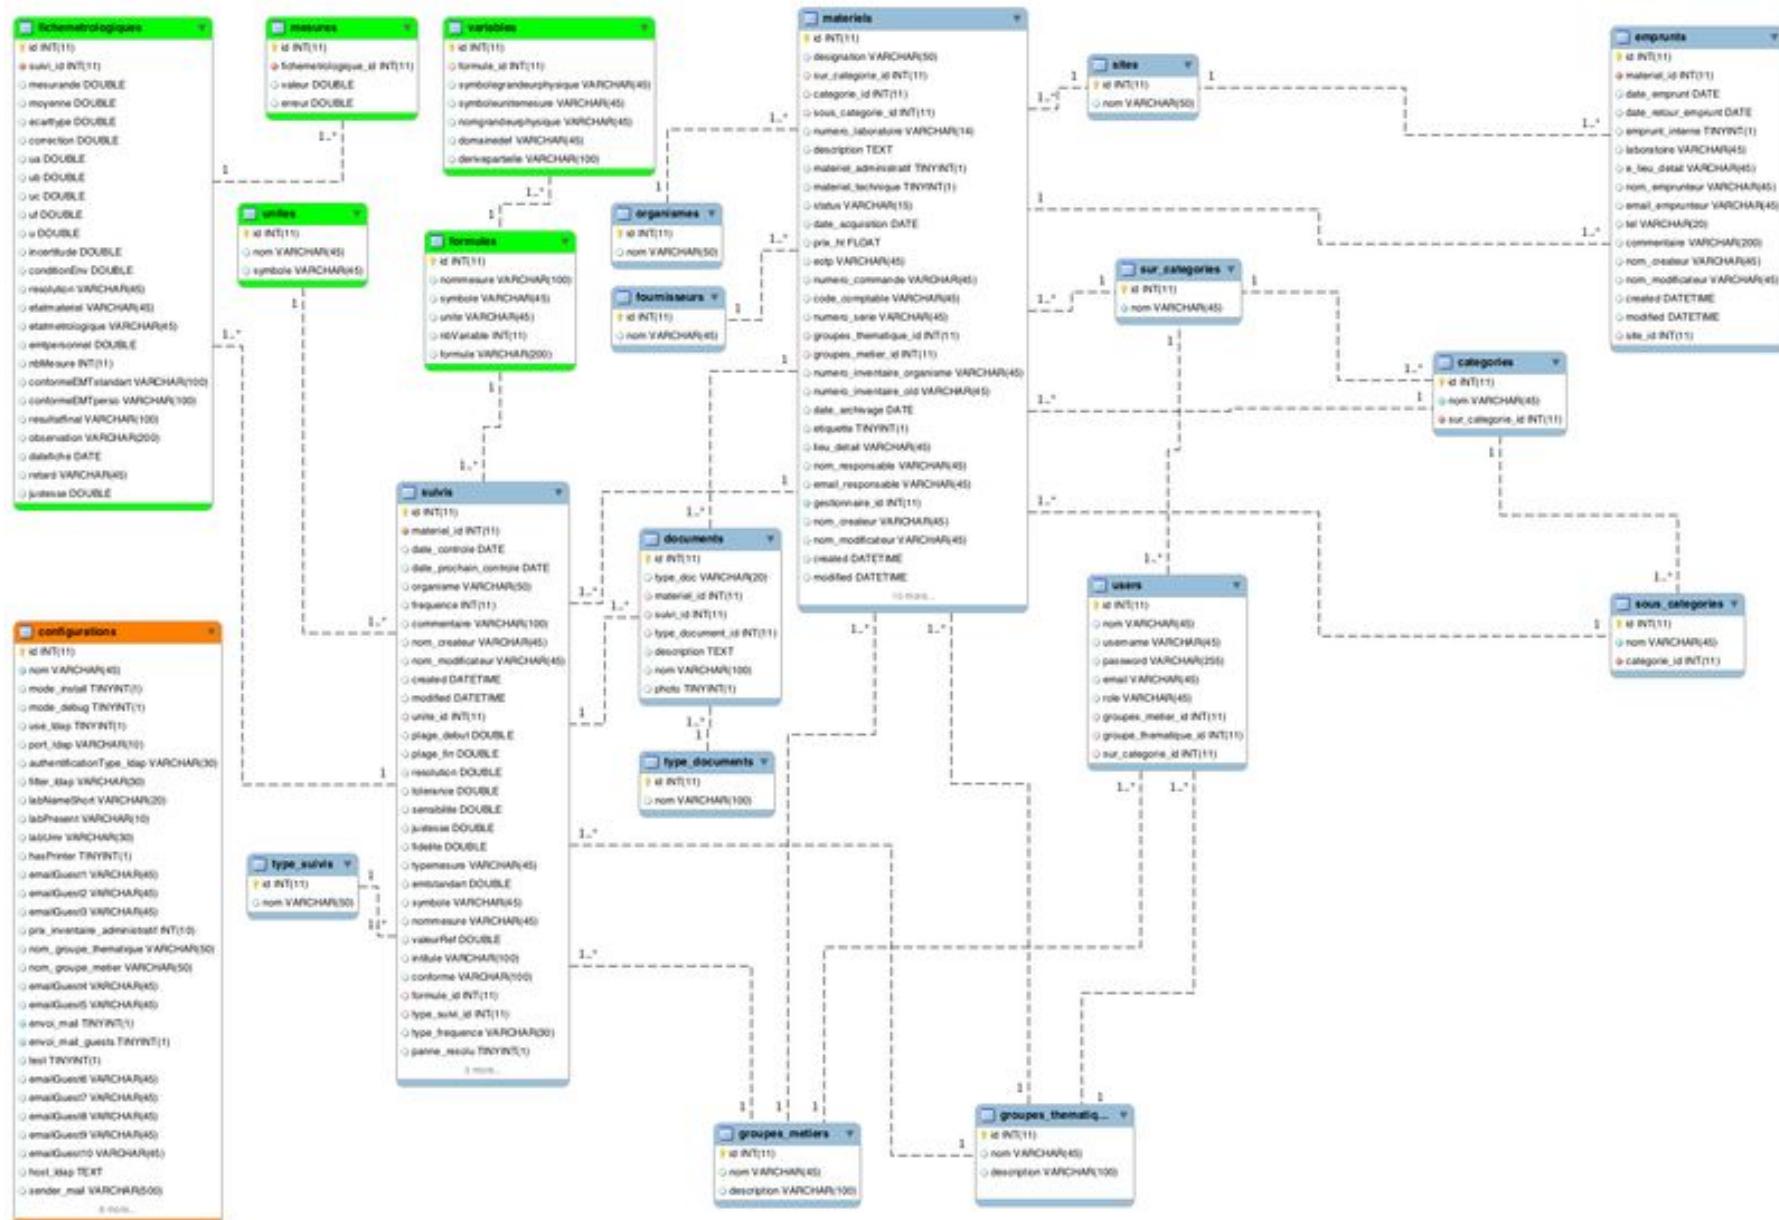 fichemetrologiques
id INT(11)
suivi_id INT(11)
mesurande DOUBLE
moyenne DOUBLE
ecarttype DOUBLE
correction DOUBLE
ua DOUBLE
ub DOUBLE
uc DOUBLE
uf DOUBLE
u DOUBLE
incertitude DOUBLE
conditionEnv DOUBLE
resolution VARCHAR(45)
etatmateriel VARCHAR(45)
etatmetrologique VARCHAR(45)
emtpersonnel DOUBLE
nbMesure INT(11)
conformeEMTstandart VARCHAR(100)
conformeEMTperso VARCHAR(100)
resultatfinal VARCHAR(100)
observation VARCHAR(200)
datefiche DATE
retard VARCHAR(45)
justesse DOUBLE
mesures
id INT(11)
fichemetrologique_id INT(11)
valeur DOUBLE
erreur DOUBLE
variables
id INT(11)
formule_id INT(11)
symbolegrandeurphysique VARCHAR(45)
symboleunitemesure VARCHAR(45)
nomgrandeurphysique VARCHAR(45)
domainedef VARCHAR(45)
derivepartielle VARCHAR(100)
unites
id INT(11)
nom VARCHAR(45)
symbole VARCHAR(45)
formules
id INT(11)
nommesure VARCHAR(100)
symbole VARCHAR(45)
unite VARCHAR(45)
nbVariable INT(11)
formule VARCHAR(200)
organismes
id INT(11)
nom VARCHAR(50)
fournisseurs
id INT(11)
nom VARCHAR(45)
materiels
id INT(11)
designation VARCHAR(50)
sur_categorie_id INT(11)
categorie_id INT(11)
sous_categorie_id INT(11)
numero_laboratoire VARCHAR(14)
description TEXT
materiel_administratif TINYINT(1)
materiel_technique TINYINT(1)
status VARCHAR(15)
date_acquisition DATE
prix_ht FLOAT
eotp VARCHAR(45)
numero_commande VARCHAR(45)
code_comptable VARCHAR(45)
numero_serie VARCHAR(45)
groupes_thematique_id INT(11)
groupes_metier_id INT(11)
numero_inventaire_organisme VARCHAR(45)
numero_inventaire_old VARCHAR(45)
date_archivage DATE
etiquette TINYINT(1)
lieu_detail VARCHAR(45)
nom_responsable VARCHAR(45)
email_responsable VARCHAR(45)
gestionnaire_id INT(11)
nom_createur VARCHAR(45)
nom_modificateur VARCHAR(45)
created DATETIME
modified DATETIME
10 more...
sites
id INT(11)
nom VARCHAR(50)
emprunts
id INT(11)
materiel_id INT(11)
date_emprunt DATE
date_retour_emprunt DATE
emprunt_interne TINYINT(1)
laboratoire VARCHAR(45)
e_lieu_detail VARCHAR(45)
nom_emprunteur VARCHAR(45)
email_emprunteur VARCHAR(45)
tel VARCHAR(20)
commentaire VARCHAR(200)
nom_createur VARCHAR(45)
nom_modificateur VARCHAR(45)
created DATETIME
modified DATETIME
site_id INT(11)
sur_categories
id INT(11)
nom VARCHAR(45)
categories
id INT(11)
nom VARCHAR(45)
sur_categorie_id INT(11)
sous_categories
id INT(11)
nom VARCHAR(45)
categorie_id INT(11)
users
id INT(11)
nom VARCHAR(45)
username VARCHAR(45)
password VARCHAR(255)
email VARCHAR(45)
role VARCHAR(45)
groupes_metier_id INT(11)
groupe_thematique_id INT(11)
sur_categorie_id INT(11)
suivis
id INT(11)
materiel_id INT(11)
date_controle DATE
date_prochain_controle DATE
organisme VARCHAR(50)
frequence INT(11)
commentaire VARCHAR(100)
nom_createur VARCHAR(45)
nom_modificateur VARCHAR(45)
created DATETIME
modified DATETIME
unite_id INT(11)
plage_debut DOUBLE
plage_fin DOUBLE
resolution DOUBLE
tolerance DOUBLE
sensibilite DOUBLE
justesse DOUBLE
fidelite DOUBLE
typemesure VARCHAR(45)
emtstandart DOUBLE
symbole VARCHAR(45)
nommesure VARCHAR(45)
valeurRef DOUBLE
intitule VARCHAR(100)
conforme VARCHAR(100)
formule_id INT(11)
type_suivi_id INT(11)
type_frequence VARCHAR(30)
panne_resolu TINYINT(1)
documents
id INT(11)
type_doc VARCHAR(20)
materiel_id INT(11)
suivi_id INT(11)
type_document_id INT(11)
description TEXT
nom VARCHAR(100)
photo TINYINT(1)
type_documents
id INT(11)
nom VARCHAR(100)
type_suivis
id INT(11)
nom VARCHAR(50)
configurations
id INT(11)
nom VARCHAR(45)
mode_install TINYINT(1)
mode_debug TINYINT(1)
use_ldap TINYINT(1)
port_ldap VARCHAR(10)
authentificationType_ldap VARCHAR(30)
filter_ldap VARCHAR(30)
labNameShort VARCHAR(20)
labPresent VARCHAR(10)
labUmr VARCHAR(30)
hasPrinter TINYINT(1)
emailGuest1 VARCHAR(45)
emailGuest2 VARCHAR(45)
emailGuest3 VARCHAR(45)
prix_inventaire_administratif INT(10)
nom_groupe_thematique VARCHAR(50)
nom_groupe_metier VARCHAR(50)
emailGuest4 VARCHAR(45)
emailGuest5 VARCHAR(45)
envoi_mail TINYINT(1)
envoi_mail_guests TINYINT(1)
test TINYINT(1)
emailGuest6 VARCHAR(45)
emailGuest7 VARCHAR(45)
emailGuest8 VARCHAR(45)
emailGuest9 VARCHAR(45)
emailGuest10 VARCHAR(45)
host_ldap TEXT
sender_mail VARCHAR(500)
groupes_metiers
id INT(11)
nom VARCHAR(45)
description VARCHAR(100)
groupes_thematiq...
id INT(11)
nom VARCHAR(45)
description VARCHAR(100)